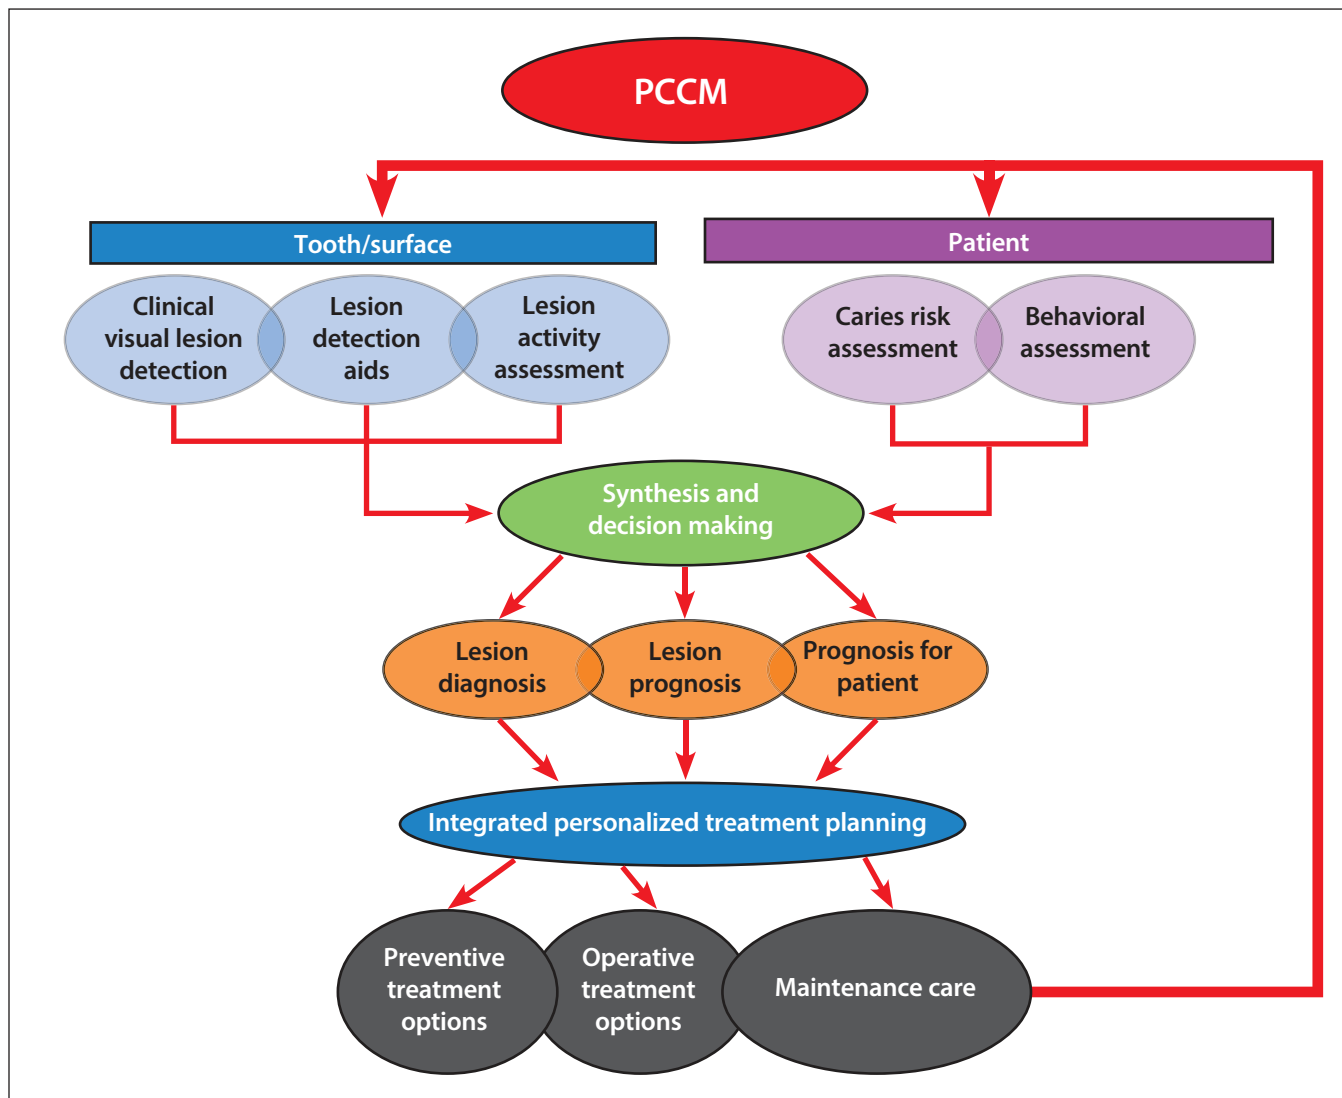 PCCM
Tooth/surface
Patient
Clinical
visual lesion
detection
Lesion
detection
aids
Lesion
activity
assessment
Caries risk
assessment
Behavioral
assessment
Synthesis and
decision making
Lesion
diagnosis
Lesion
prognosis
Prognosis for
patient
Integrated personalized treatment planning
Preventive
treatment
options
Operative
treatment
options
Maintenance care